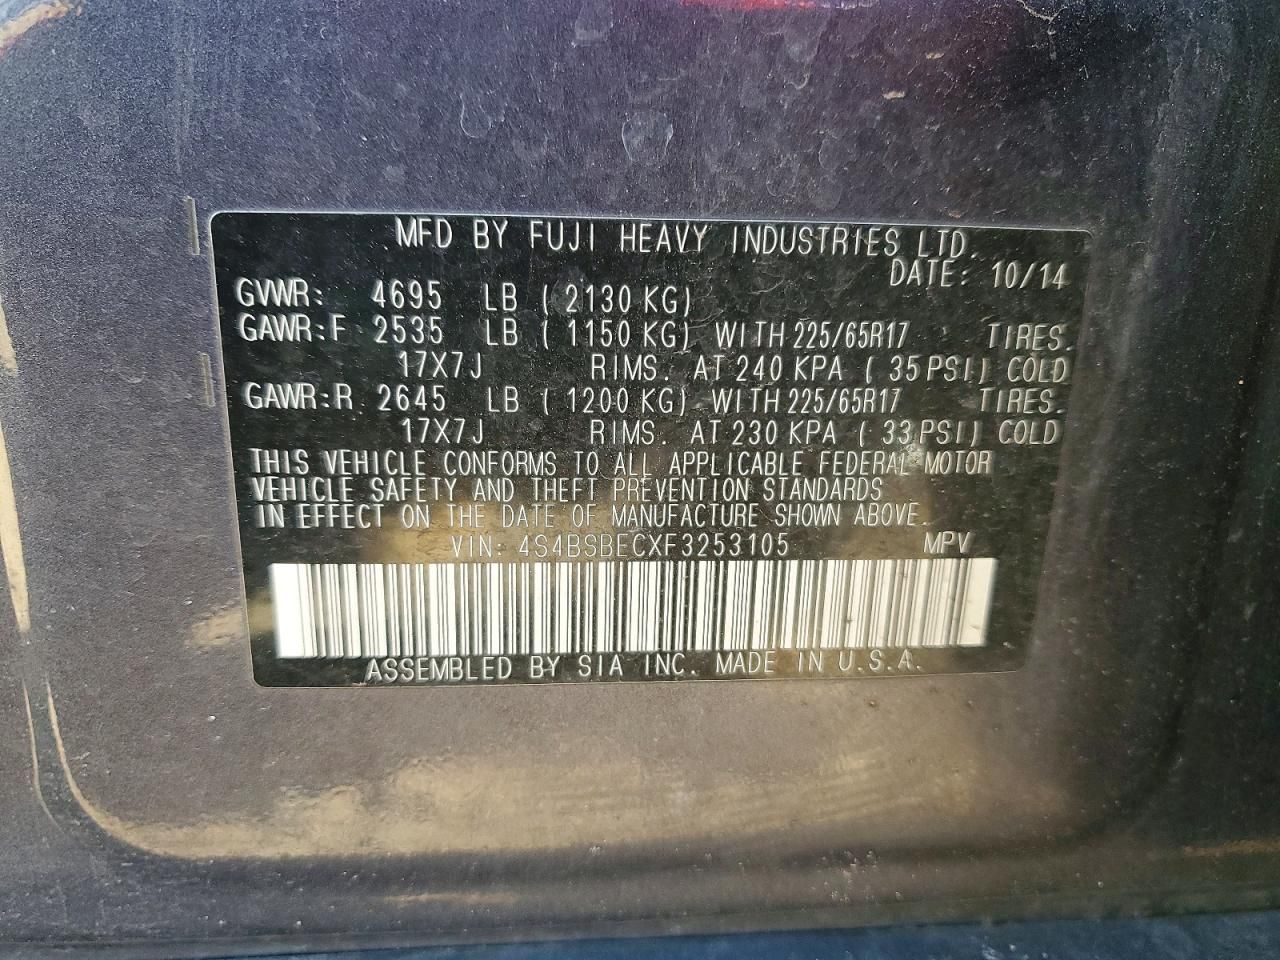 MFD BY FUJI HEAVY INDUSTRIES LTD.
DATE: 10/14
GVWR: 4695 LB ( 2130 KG)
GAWR:F 2535 LB ( 1150 KG) WITH 225/65R17 TIRES.
17X7J RIMS. AT 240 KPA ( 35 PSI) COLD
GAWR:R 2645 LB ( 1200 KG) WITH 225/65R17 TIRES.
17X7J RIMS. AT 230 KPA ( 33 PSI) COLD
THIS VEHICLE CONFORMS TO ALL APPLICABLE FEDERAL MOTOR
VEHICLE SAFETY AND THEFT PREVENTION STANDARDS
IN EFFECT ON THE DATE OF MANUFACTURE SHOWN ABOVE.
VIN: 4S4BSBECXF3253105 MPV
ASSEMBLED BY SIA INC. MADE IN U.S.A.